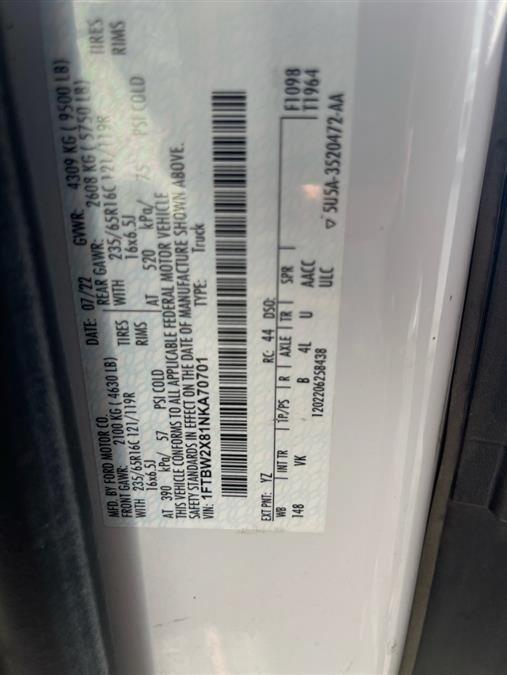 MFD. BY FORD MOTOR CO.
DATE: 07/22 GVWR: 4309 KG ( 9500 LB)
FRONT GAWR: 2100 KG ( 4630 LB) REAR GAWR: 2608 KG ( 5750 LB)
WITH 235/65R16C 121/119R TIRES WITH 235/65R16C 121/119R TIRES
16x6.5J RIMS 16x6.5J RIMS
AT 390 kPa/ 57 PSI COLD AT 520 kPa/ 75 PSI COLD
THIS VEHICLE CONFORMS TO ALL APPLICABLE FEDERAL MOTOR VEHICLE
SAFETY STANDARDS IN EFFECT ON THE DATE OF MANUFACTURE SHOWN ABOVE.
VIN: 1FTBW2X81NKA70701 TYPE: Truck
F1098
T1964
EXT PNT: YZ RC: 44 DSO:
WB INT TR TP/PS R AXLE TR SPR
148 VK B 4L U AACC
1202206258438 ULC
▽ 5U5A-3520472-AA